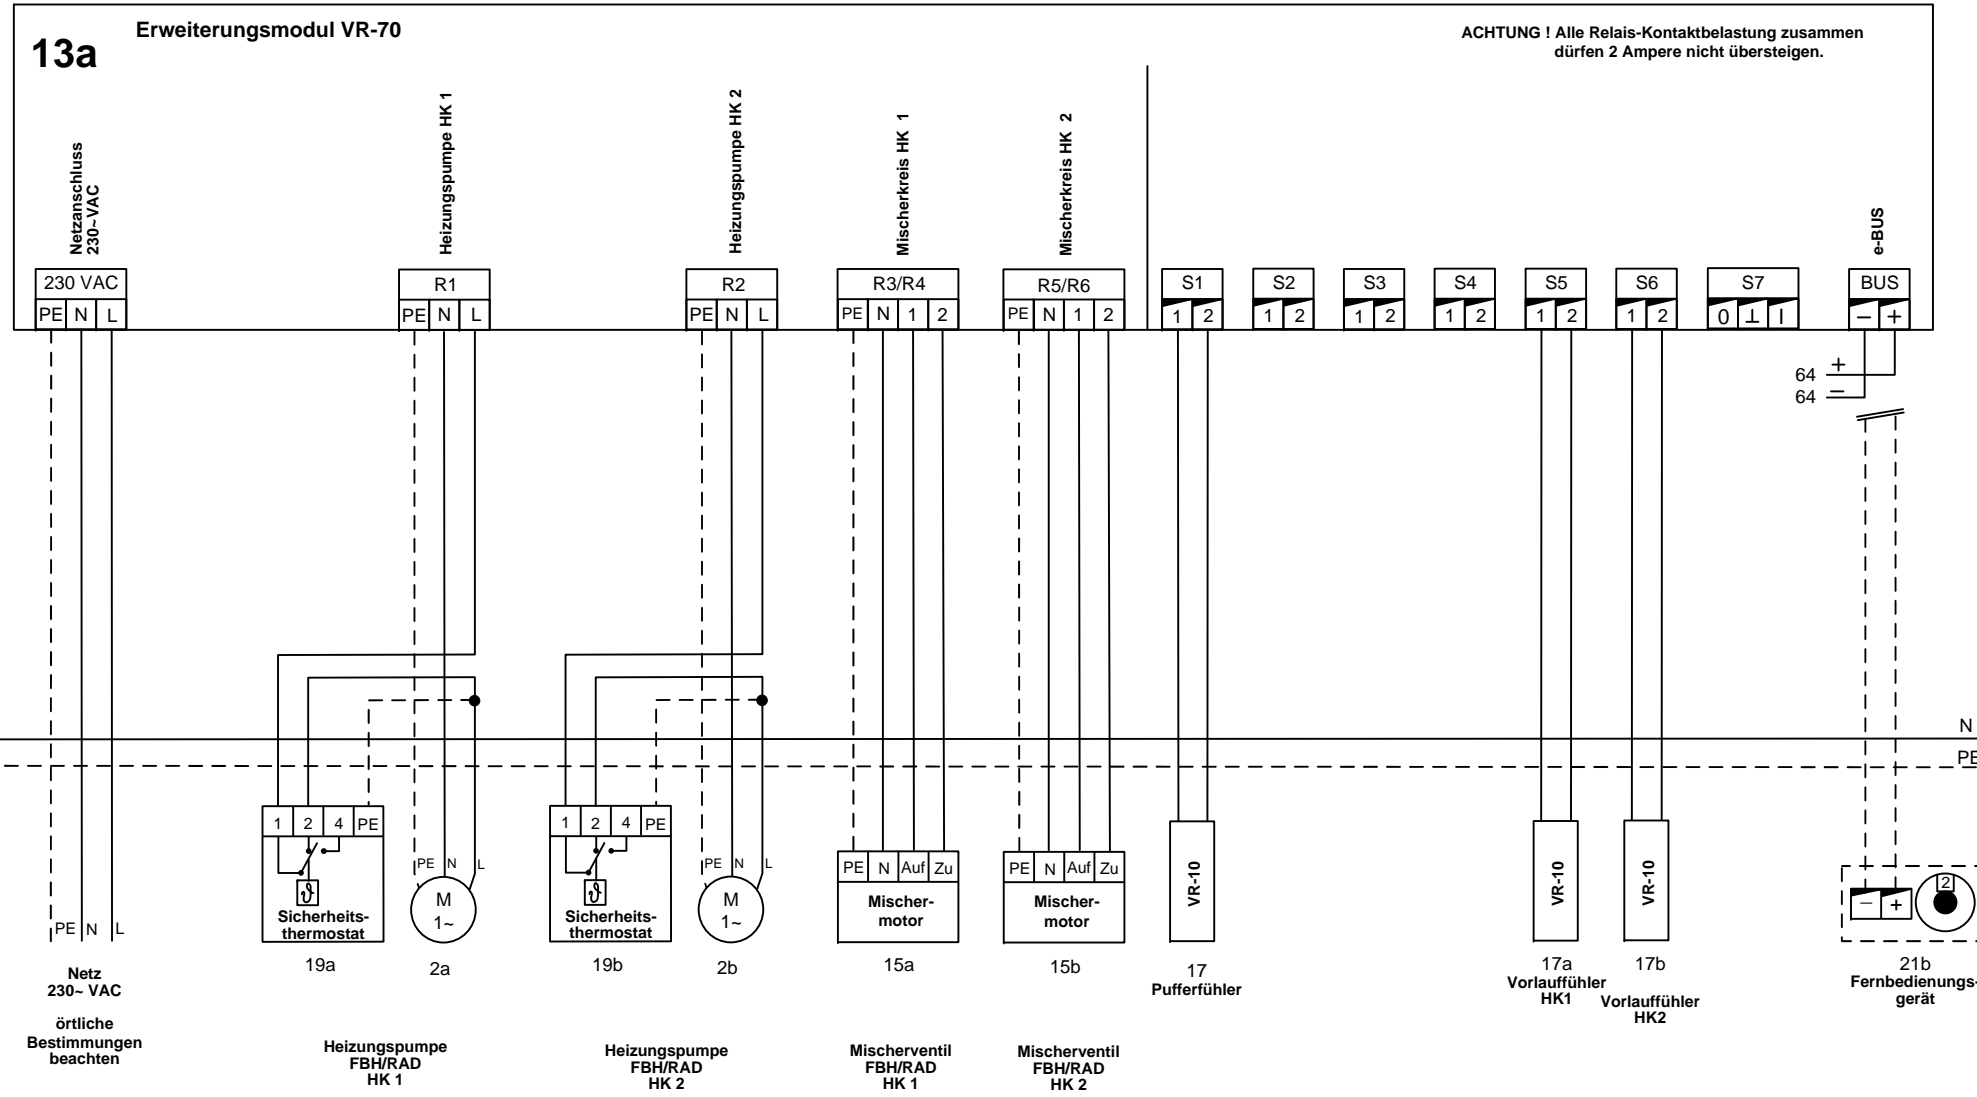 Erweiterungsmodul VR-70
13a
ACHTUNG ! Alle Relais-Kontaktbelastung zusammen
dürfen 2 Ampere nicht übersteigen.
Netzanschluss
230~VAC
Heizungspumpe HK 1
Heizungspumpe HK 2
Mischerkreis HK 1
Mischerkreis HK 2
e-BUS
230 VAC R1 R2 R3/R4 R5/R6 S1 S2 S3 S4 S5 S6 S7 BUS
PE N L PE N L PE N L PE N 1 2 PE N 1 2 1 2 1 2 1 2 1 2 1 2 1 2 0 ⊥ I − +
64 +
64 −
N
PE
1 2 4 PE
PE N L
1 2 4 PE
PE N L
PE N Auf Zu
PE N Auf Zu
M
1~
M
1~
Mischer-
motor
Mischer-
motor
VR-10
VR-10
VR-10
− + 2
Sicherheits-
thermostat
Sicherheits-
thermostat
PE N L
19a
2a
19b
2b
15a
15b
17
Pufferfühler
17a
Vorlauffühler
HK1
17b
Vorlauffühler
HK2
21b
Fernbedienungs-
gerät
Netz
230~ VAC
örtliche
Bestimmungen
beachten
Heizungspumpe
FBH/RAD
HK 1
Heizungspumpe
FBH/RAD
HK 2
Mischerventil
FBH/RAD
HK 1
Mischerventil
FBH/RAD
HK 2